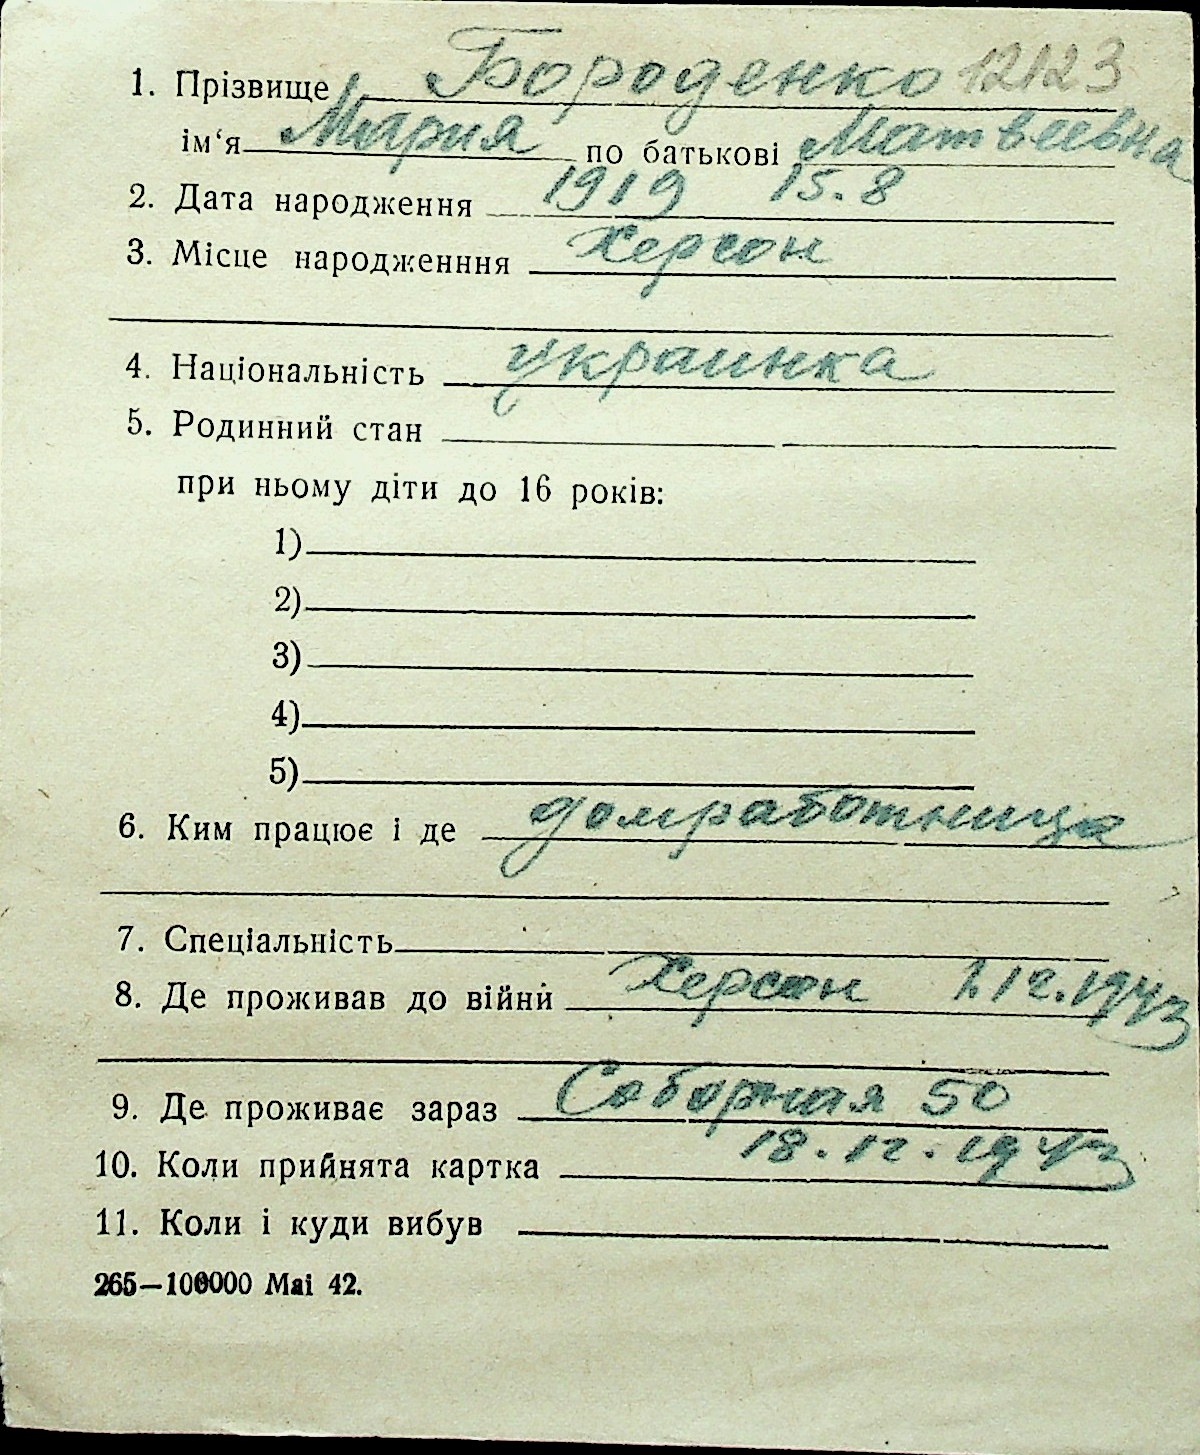 1. Прізвище Бороденко 12123
ім‘я Мария по батькові Матвеевна
2. Дата народження 1919 15.8
3. Місце народженння Херсон
4. Національність украинка
5. Родинний стан
при ньому діти до 16 років:
1)
2)
3)
4)
5)
6. Ким працює і де домработница
7. Спеціальність
8. Де проживав до війни Херсон 1.12.1943
9. Де проживає зараз Соборная 50
10. Коли прийнята картка 18.12.1943
11. Коли і куди вибув
265—100000 Mai 42.